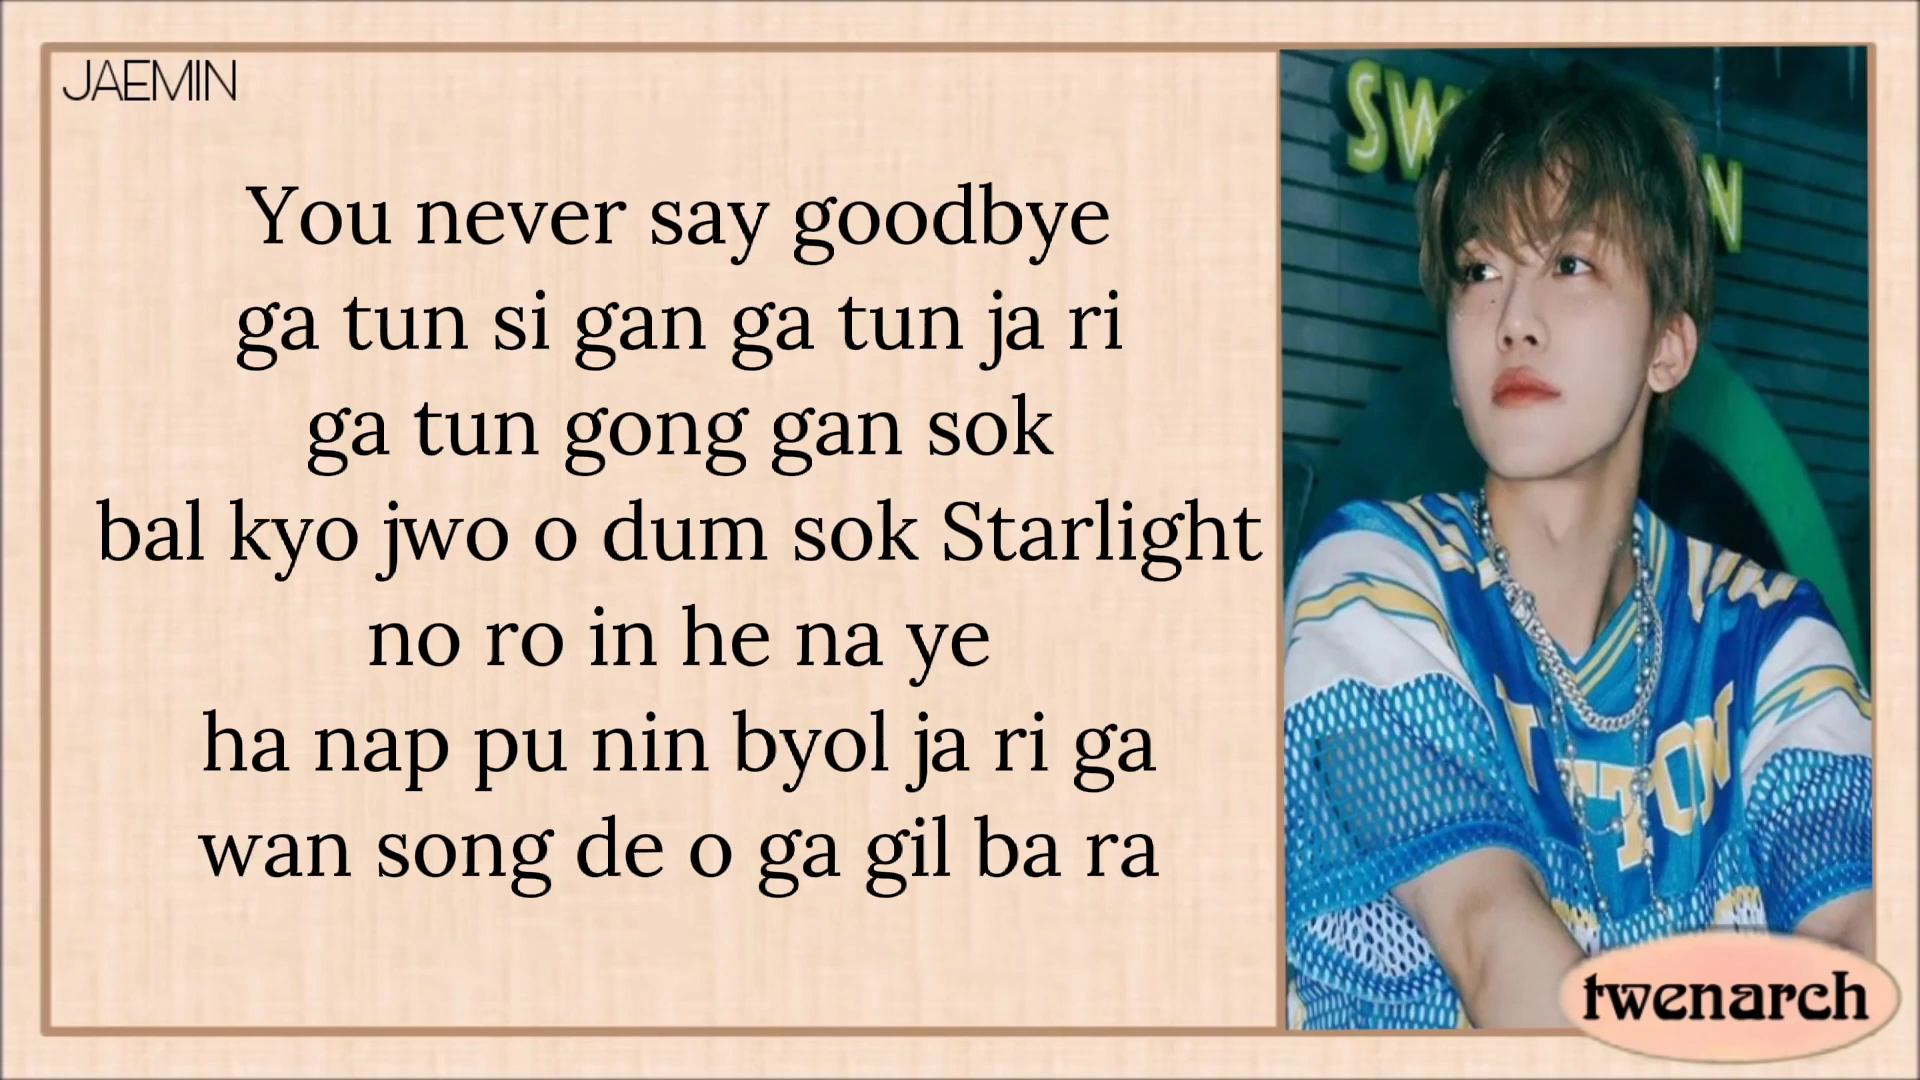 JAEMIN
You never say goodbye
ga tun si gan ga tun ja ri
ga tun gong gan sok
bal kyo jwo o dum sok Starlight
no ro in he na ye
ha nap pu nin byol ja ri ga
wan song de o ga gil ba ra
twenarch